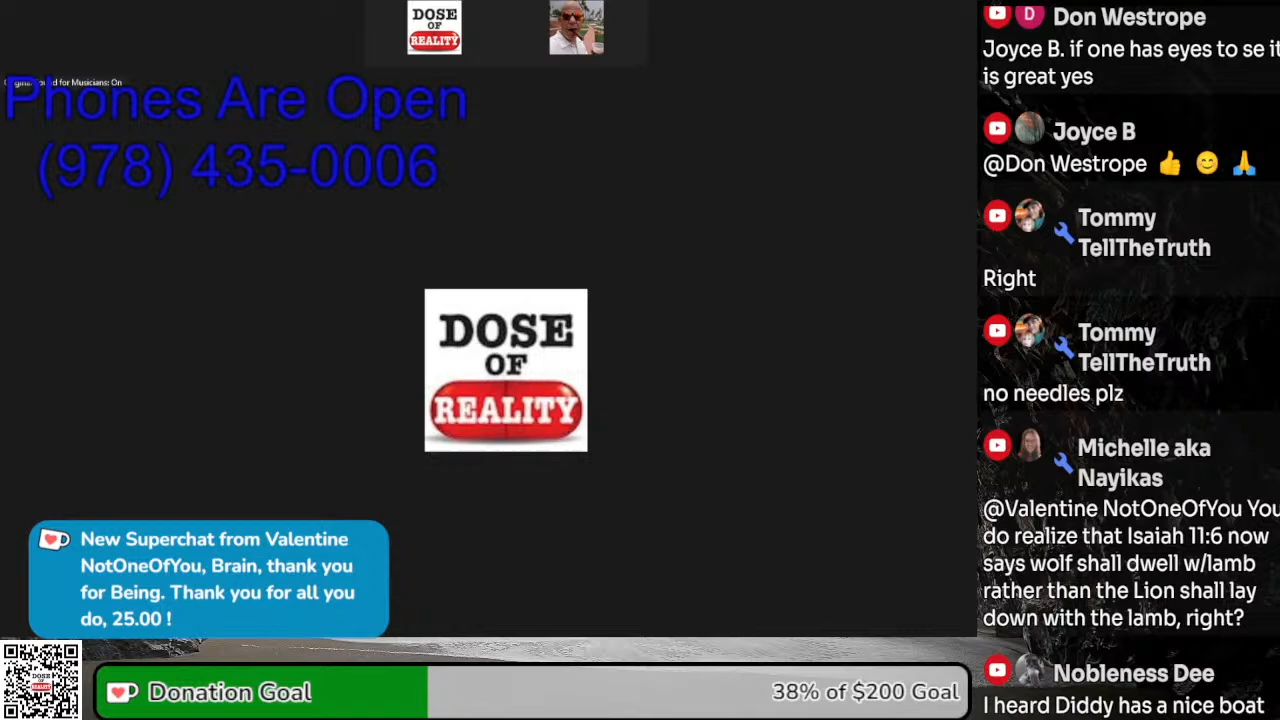 DOSE
OF
REALITY
Phones Are Open
(978) 435-0006
DOSE
OF
REALITY
New Superchat from Valentine
NotOneOfYou, Brain, thank you
for Being. Thank you for all you
do, 25.00 !
Donation Goal
38% of $200 Goal
Don Westrope
Joyce B. if one has eyes to se it
is great yes
Joyce B
@Don Westrope 👍 😊 🙏
Tommy
TellTheTruth
Right
Tommy
TellTheTruth
no needles plz
Michelle aka
Nayikas
@Valentine NotOneOfYou You
do realize that Isaiah 11:6 now
says wolf shall dwell w/lamb
rather than the Lion shall lay
down with the lamb, right?
Nobleness Dee
I heard Diddy has a nice boat